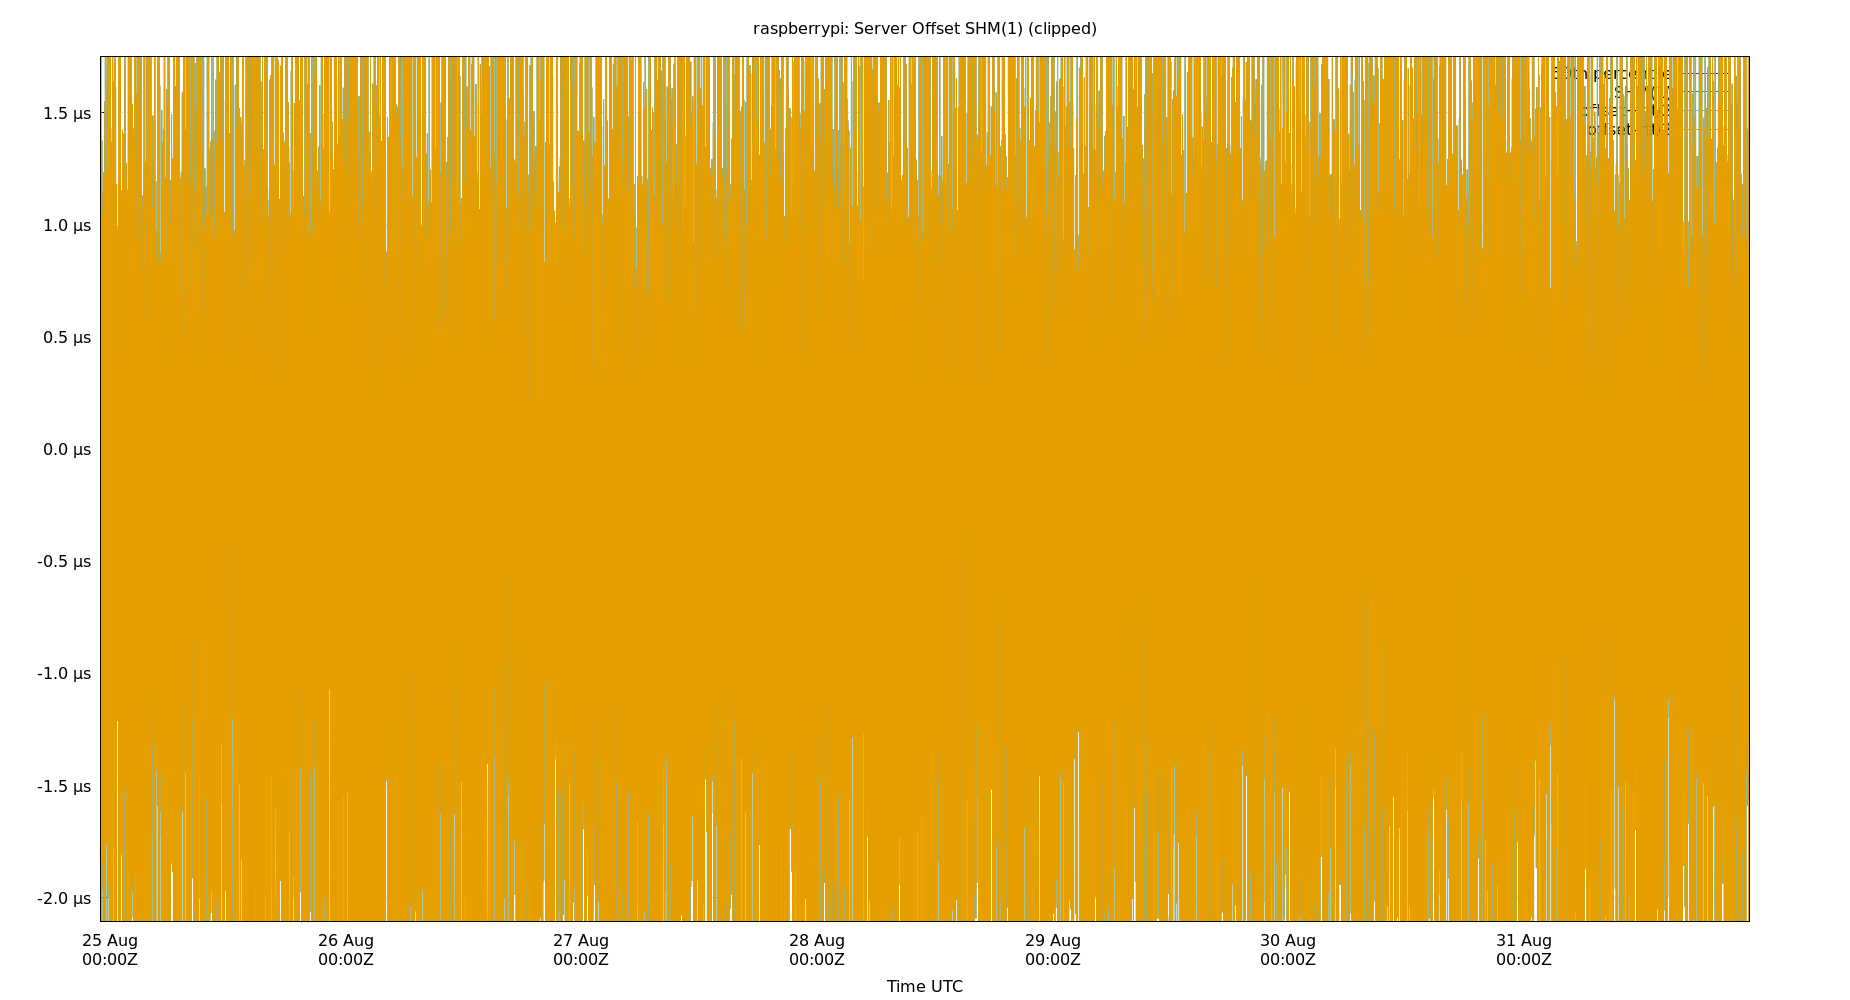 raspberrypi: Server Offset SHM(1) (clipped)
1.5 µs
1.0 µs
0.5 µs
0.0 µs
-0.5 µs
-1.0 µs
-1.5 µs
-2.0 µs
25 Aug 26 Aug 27 Aug 28 Aug 29 Aug 30 Aug 31 Aug
00:00Z 00:00Z 00:00Z 00:00Z 00:00Z 00:00Z 00:00Z
Time UTC